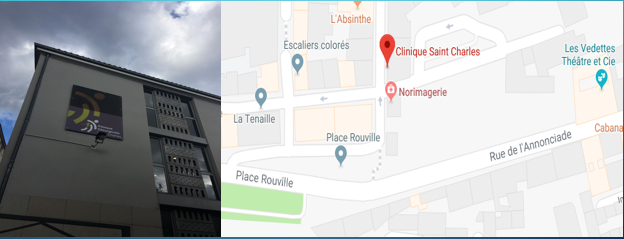 L'Absinthe
Escaliers colorés
Clinique Saint Charles
Les Vedettes
Théâtre et Cie
Norimagerie
La Tenaille
Cabana
Place Rouville
Rue de l'Annonciade
Place Rouville